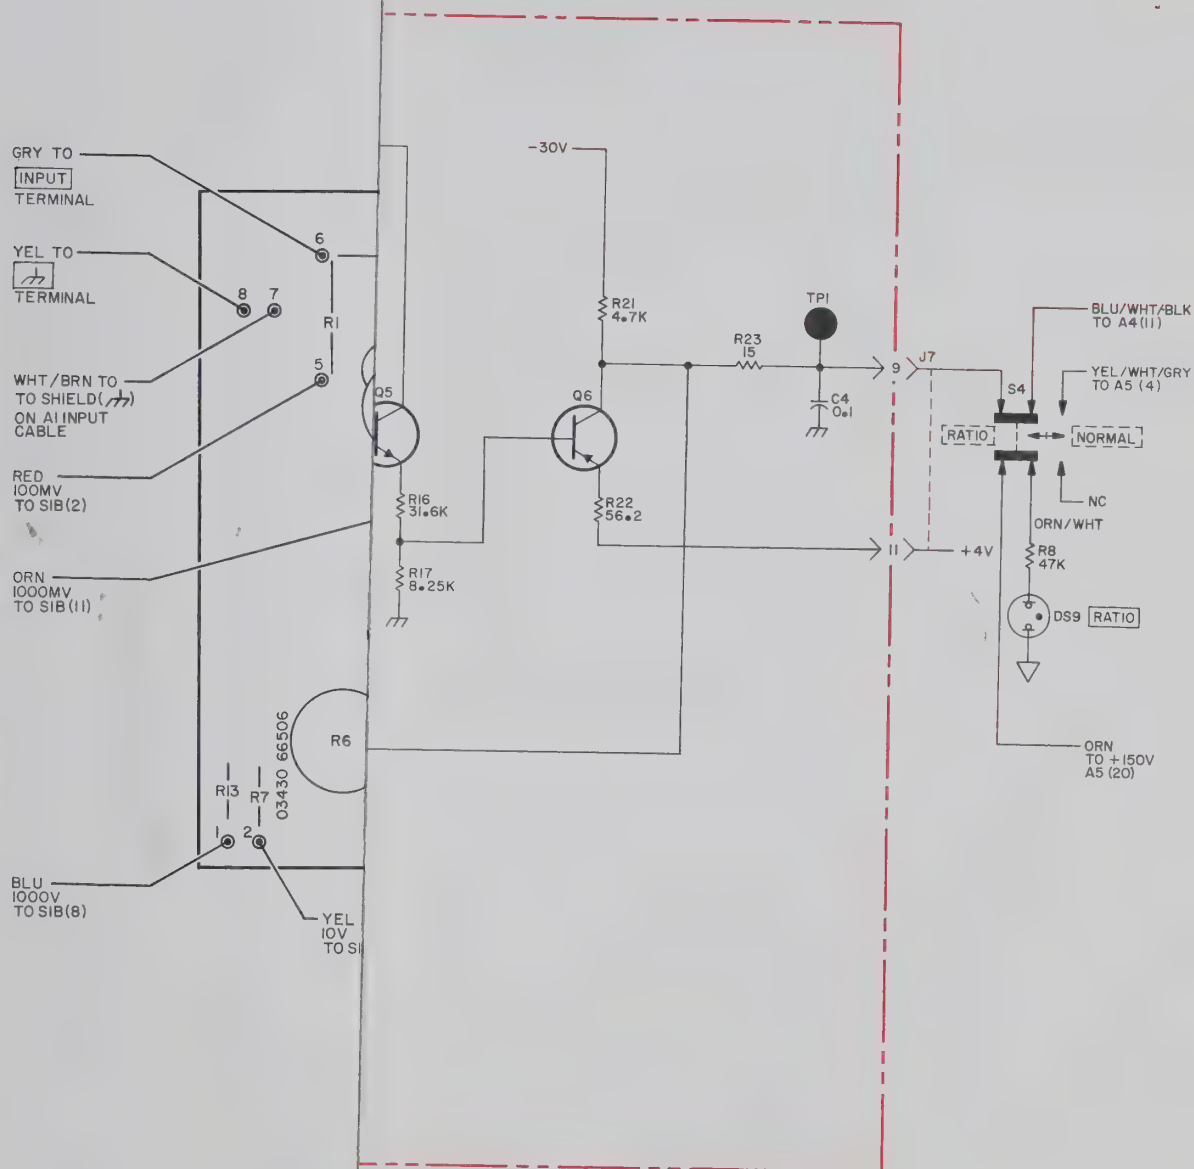 GRY TO
INPUT
TERMINAL
YEL TO
TERMINAL
WHT/BRN TO
TO SHIELD( )
ON A1 INPUT
CABLE
RED
100MV
TO S1B(2)
ORN
1000MV
TO S1B(11)
BLU
1000V
TO S1B(8)
6
8 7
R1
5
R13
R7
03430 66506
R6
1 2
YEL
10V
TO S1
Q5
R16
31.6K
R17
8.25K
-30V
R21
4.7K
Q6
R22
56.2
R23
15
TP1
C4
0.1
9
J7
11
+4V
S4
RATIO
NORMAL
BLU/WHT/BLK
TO A4(11)
YEL/WHT/GRY
TO A5 (4)
NC
ORN/WHT
R8
47K
DS9 RATIO
ORN
TO +150V
A5(20)